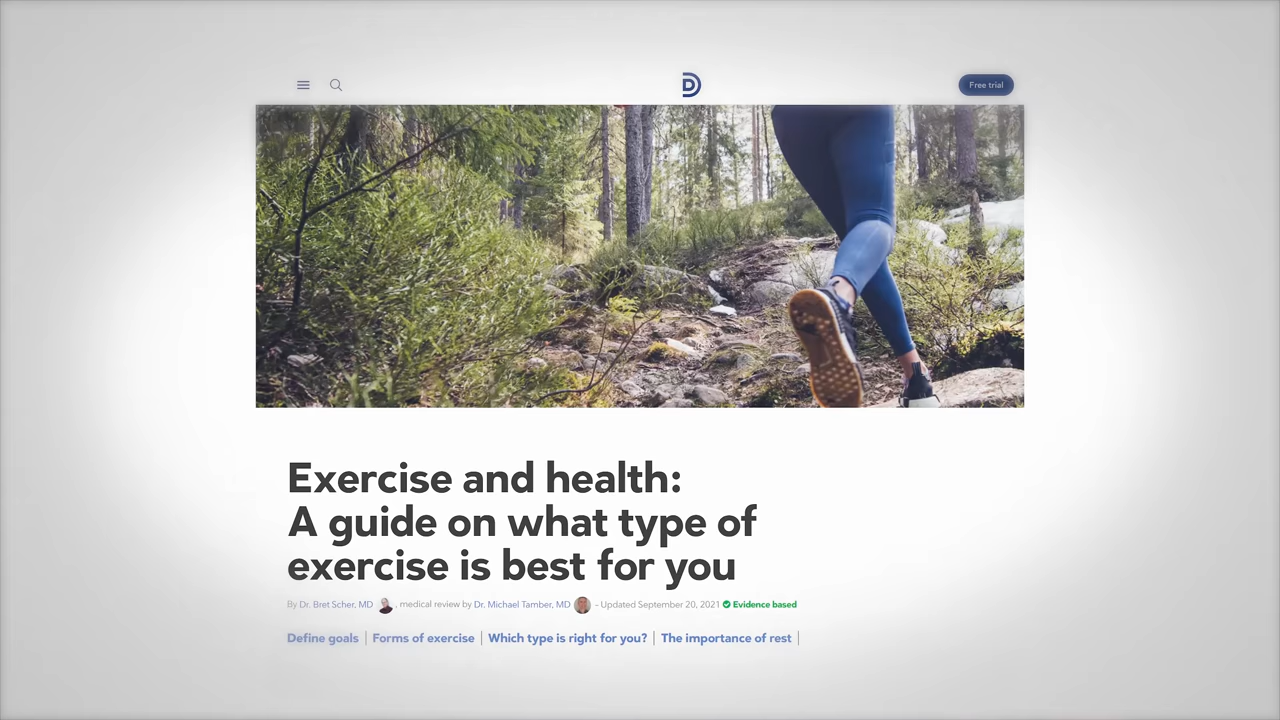 D
Free trial
Exercise and health:
A guide on what type of
exercise is best for you
By Dr. Bret Scher, MD , medical review by Dr. Michael Tamber, MD – Updated September 20, 2021 Evidence based
Define goals | Forms of exercise | Which type is right for you? | The importance of rest |